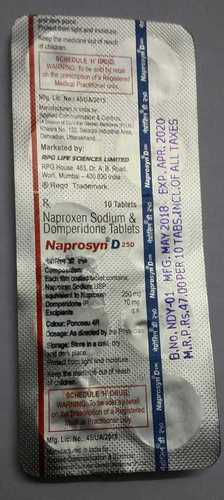 and dark place.
Protect from light and moisture.
Keep the medicine out of reach
of children.
SCHEDULE 'H' DRUG
WARNING: To be sold by retail
on the prescription of a Registered
Medical Practitioner only.
Mfg. Lic. No.: 45/UA/2013
Khasra No. 122, Selaqui Industrial Area,
Dehradun, Uttarakhand.
Marketed by:
RPG LIFE SCIENCES LIMITED
RPG House, 463, Dr. A. B. Road,
Worli, Mumbai - 400 030 India
® Regd. Trademark
Rx
10 Tablets
Naproxen Sodium &
Domperidone Tablets
Naprosyn® D 250
Composition:
Each film coated tablet contains:
Naproxen Sodium USP
equivalent to Naproxen 250 mg
Domperidone IP 10 mg
Excipients q.s.
Colour: Ponceau 4R
Dosage: As directed by the Physician
Storage: Store in a cool, dry
and dark place.
Protect from light and moisture.
Keep the medicine out of reach
of children.
SCHEDULE 'H' DRUG
WARNING: To be sold by retail
on the prescription of a Registered
Medical Practitioner only.
Mfg. Lic. No.: 45/UA/2013
Made in India by
B.NO.NDY-01 MFG.MAY.2018 EXP. APR. 2020
M.R.P.RS.47.00 PER 10 TABS.INCL.OF ALL TAXES